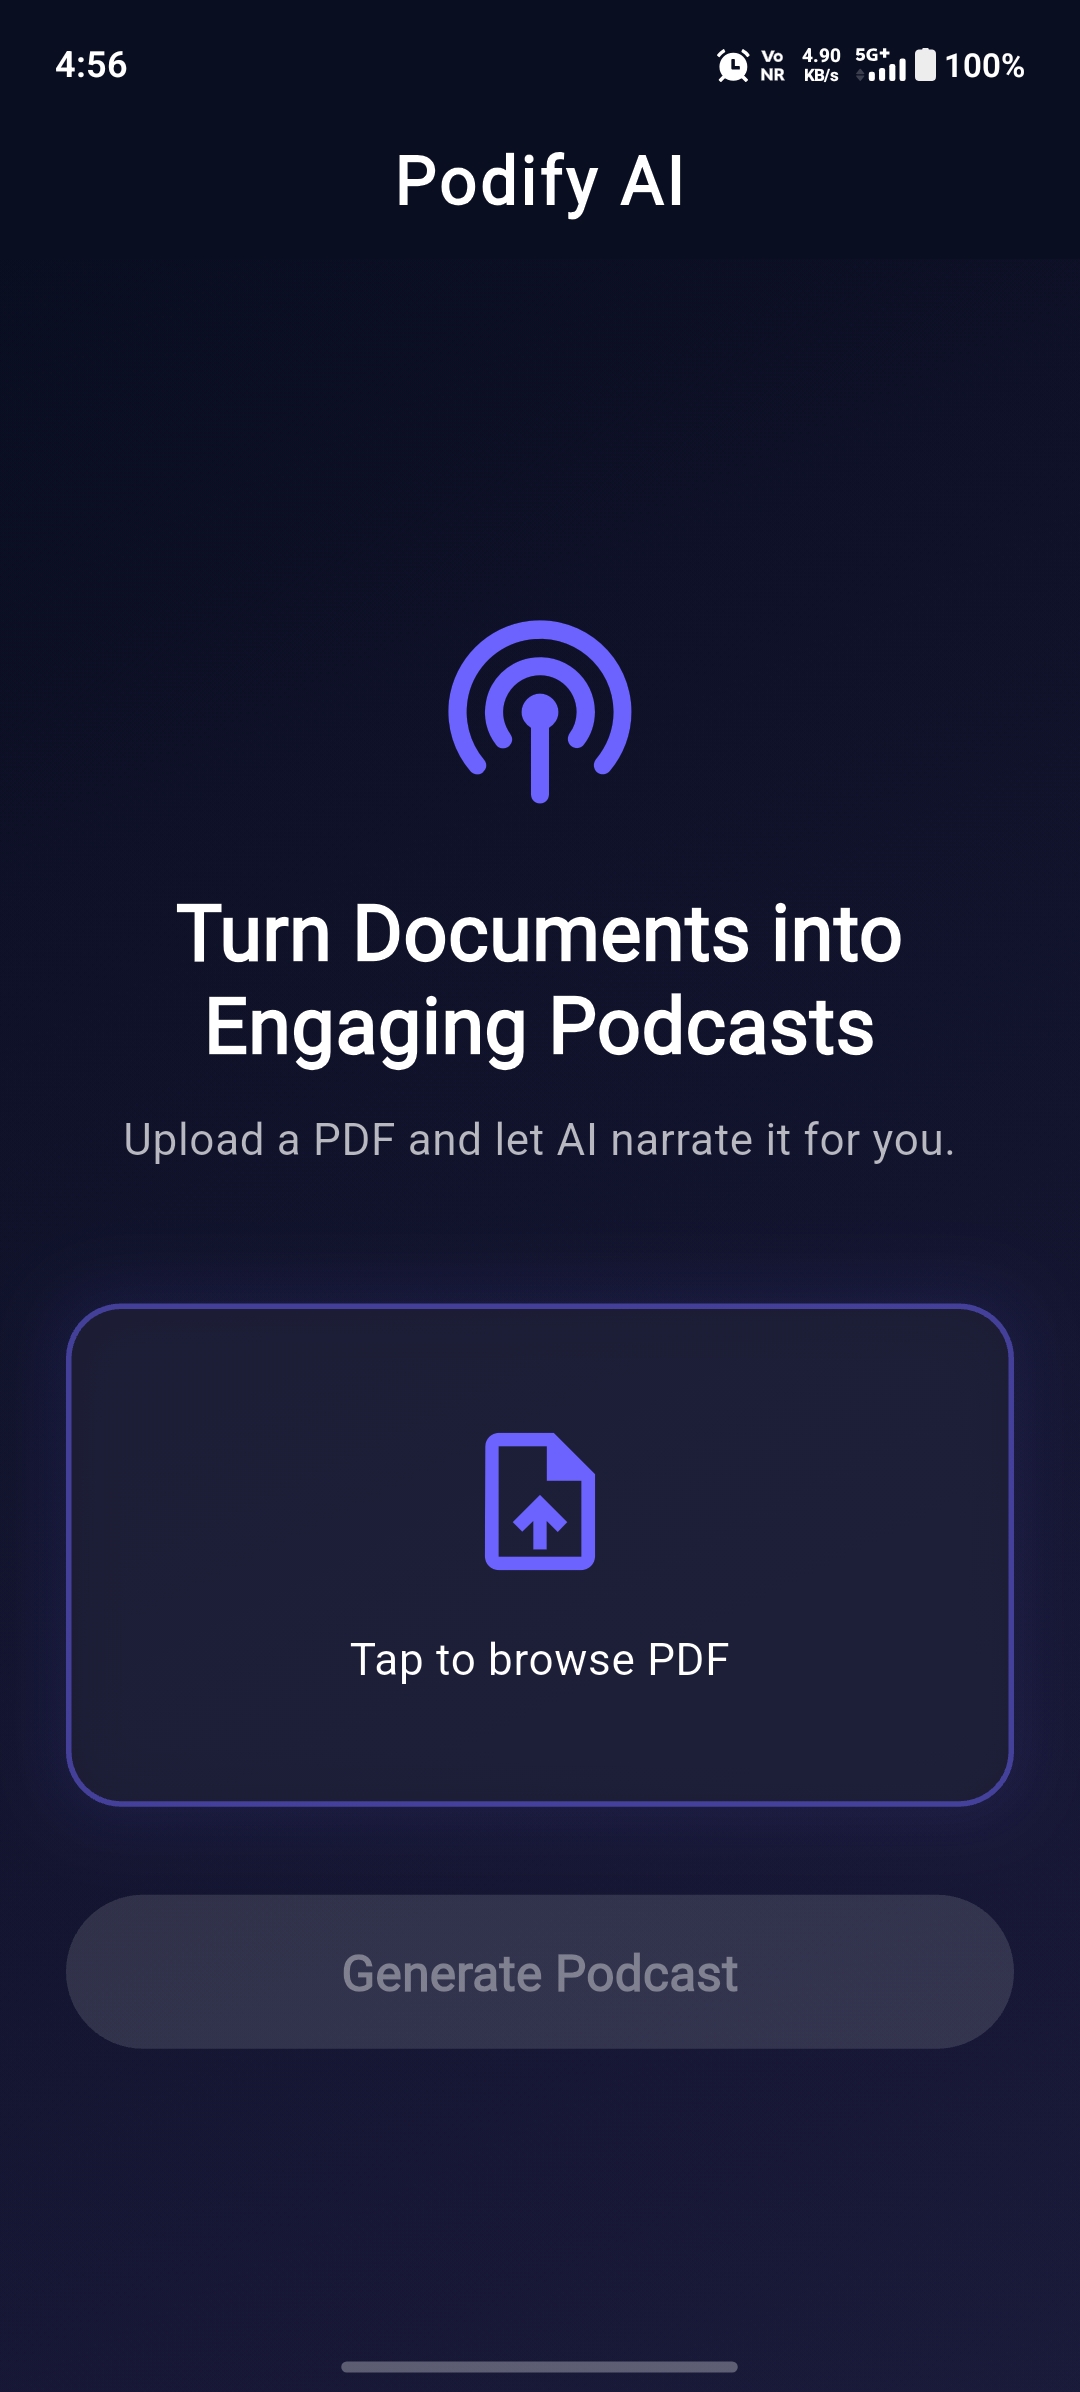 4:56
Vo
NR
4.90
KB/s
5G+
100%
Podify AI
Turn Documents into
Engaging Podcasts
Upload a PDF and let AI narrate it for you.
Tap to browse PDF
Generate Podcast